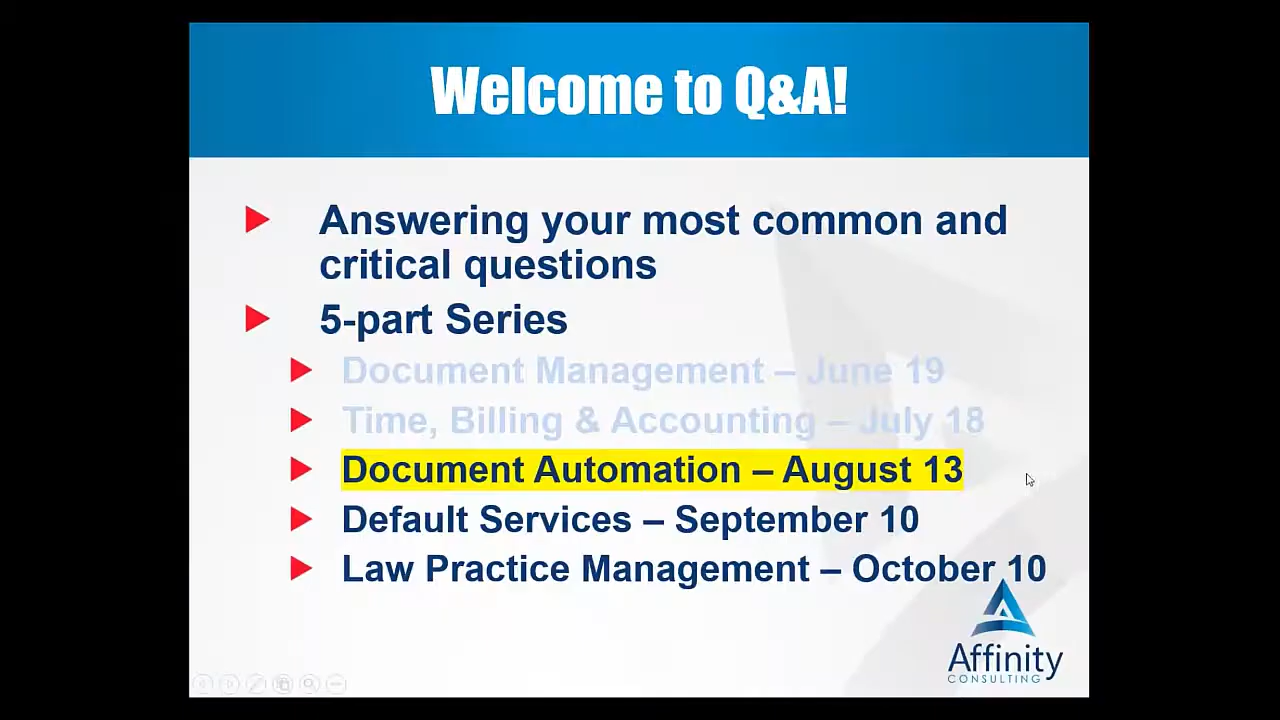 Welcome to Q&A!
Answering your most common and
critical questions
5-part Series
Document Management – June 19
Time, Billing & Accounting – July 18
Document Automation – August 13
Default Services – September 10
Law Practice Management – October 10
Affinity
CONSULTING